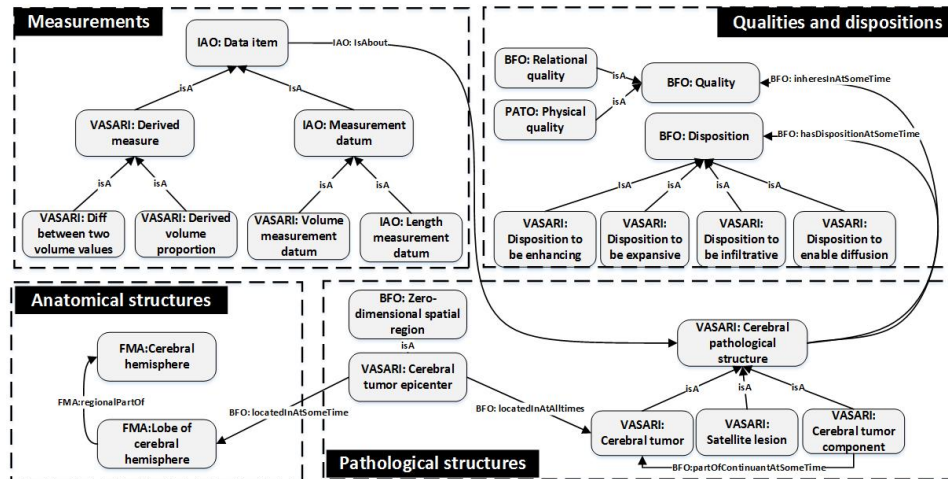 Measurements
IAO: Data item
IAO: IsAbout
isA
isA
VASARI: Derived
measure
IAO: Measurement
datum
isA
isA
isA
isA
VASARI: Diff
between two
volume values
VASARI: Derived
volume
proportion
VASARI: Volume
measurement
datum
IAO: Length
measurement
datum
Qualities and dispositions
BFO: Relational
quality
isA
BFO: Quality
BFO: inheresInAtSomeTime
PATO: Physical
quality
isA
BFO: Disposition
BFO: hasDispositionAtSomeTime
IsA
isA
isA
isA
VASARI:
Disposition to
be enhancing
VASARI:
Disposition to
be expansive
VASARI:
Disposition to
be infiltrative
VASARI:
Disposition to
enable diffusion
Anatomical structures
FMA:Cerebral
hemisphere
FMA:regionalPartOf
FMA:Lobe of
cerebral
hemisphere
BFO: locatedInAtSomeTime
BFO: Zero-
dimensional spatial
region
isA
VASARI: Cerebral
tumor epicenter
BFO: locatedInAtAlltimes
VASARI: Cerebral
pathological
structure
isA
isA
isA
VASARI:
Cerebral tumor
VASARI:
Satellite lesion
VASARI:
Cerebral tumor
component
BFO:partOfContinuantAtSomeTime
Pathological structures